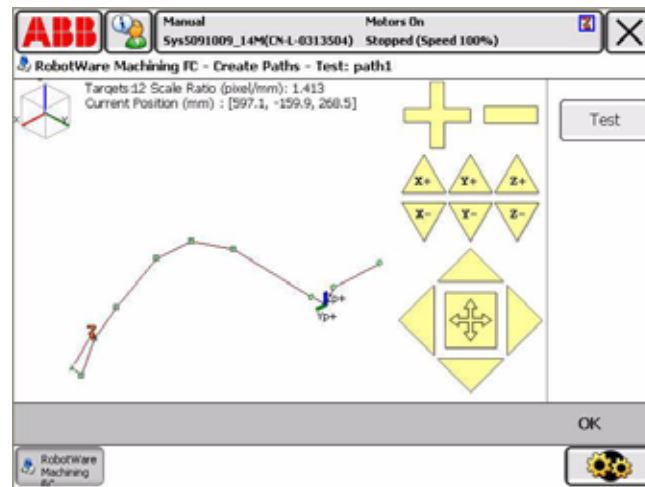 ABB
Manual
Sys5091009_14M(CN-L-0313504)
Motors On
Stopped (Speed 100%)
RobotWare Machining FC - Create Paths - Test: path1
Targets:12 Scale Ratio (pixel/mm): 1.413
Current Position (mm) : [597.1, -159.9, 268.5]
Test
X+ Y+ Z+
X- Y- Z-
Yp+
OK
RobotWare
Machining
FC